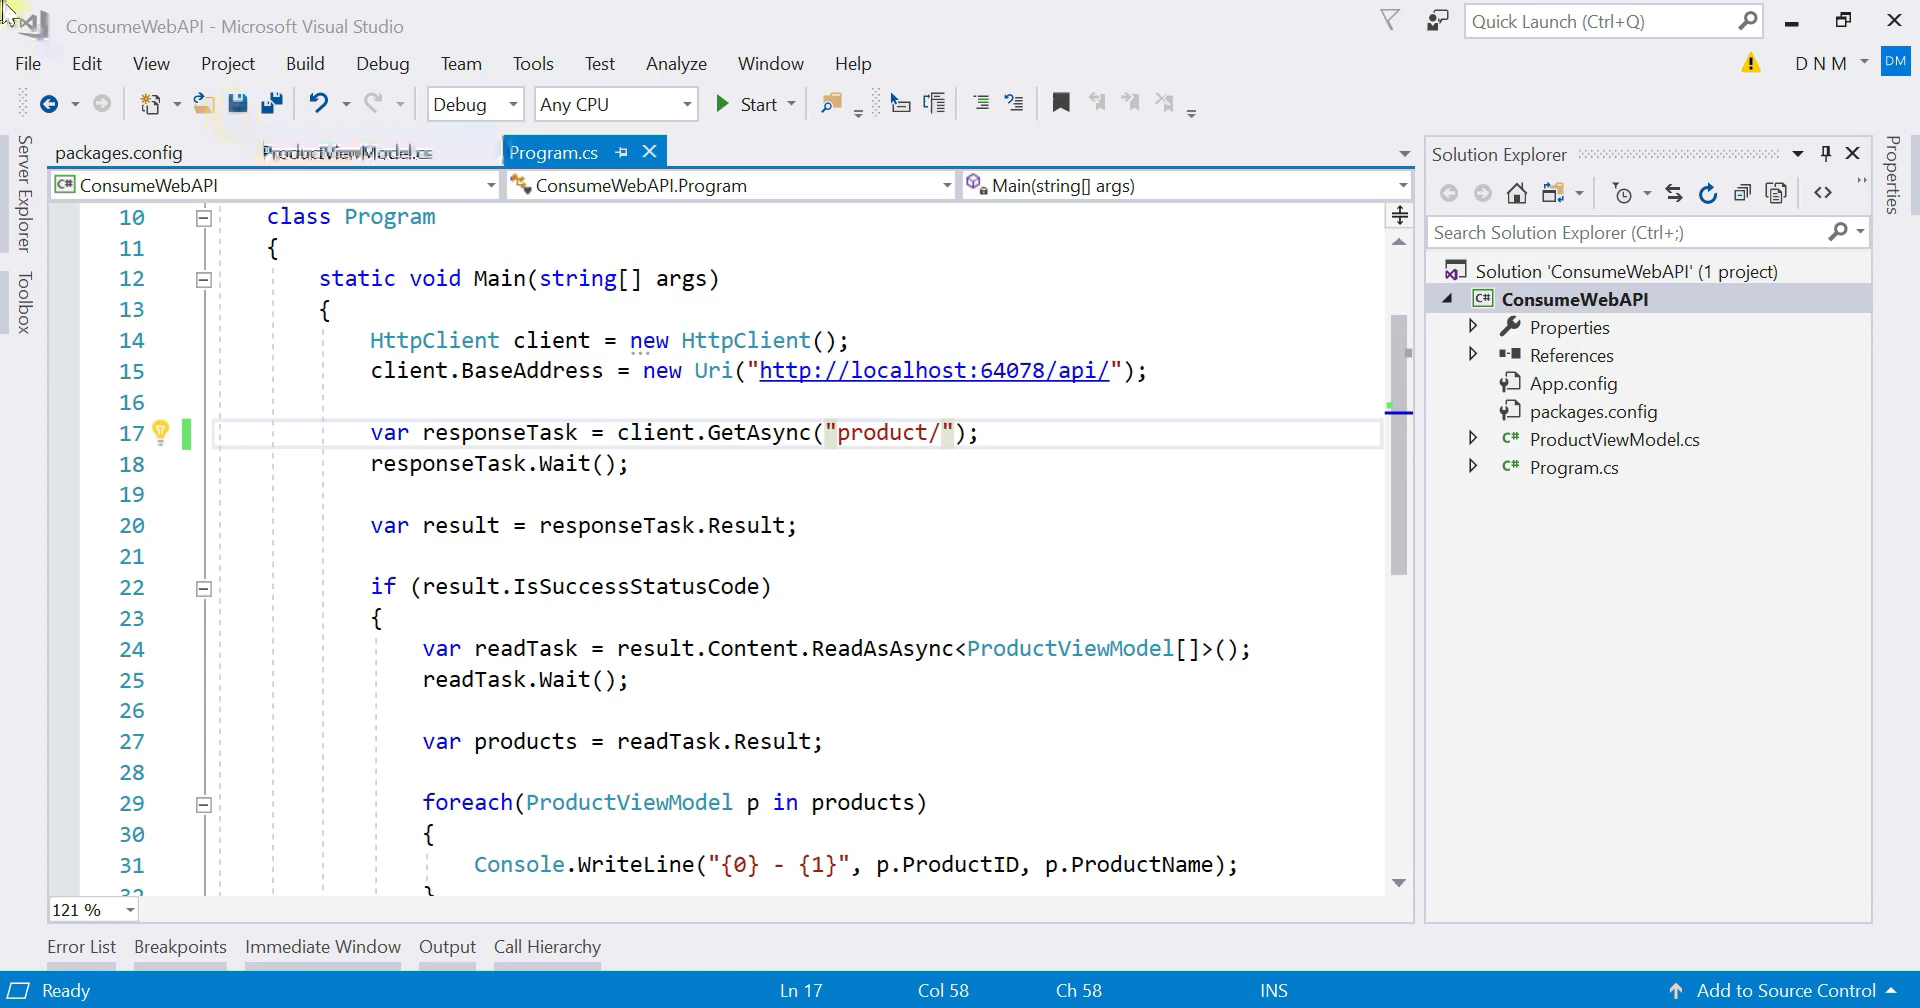 ConsumeWebAPI - Microsoft Visual Studio
Quick Launch (Ctrl+Q)
File Edit View Project Build Debug Team Tools Test Analyze Window Help
D N M DM
Debug Any CPU Start
Server Explorer
Toolbox
packages.config ProductViewModel.cs Program.cs
ConsumeWebAPI ConsumeWebAPI.Program Main(string[] args)
10 class Program
11 {
12 static void Main(string[] args)
13 {
14 HttpClient client = new HttpClient();
15 client.BaseAddress = new Uri("http://localhost:64078/api/");
16
17 var responseTask = client.GetAsync("product/");
18 responseTask.Wait();
19
20 var result = responseTask.Result;
21
22 if (result.IsSuccessStatusCode)
23 {
24 var readTask = result.Content.ReadAsAsync<ProductViewModel[]>();
25 readTask.Wait();
26
27 var products = readTask.Result;
28
29 foreach(ProductViewModel p in products)
30 {
31 Console.WriteLine("{0} - {1}", p.ProductID, p.ProductName);
32 }
121 %
Solution Explorer
Search Solution Explorer (Ctrl+;)
Solution 'ConsumeWebAPI' (1 project)
C# ConsumeWebAPI
Properties
References
App.config
packages.config
C# ProductViewModel.cs
C# Program.cs
Properties
Error List Breakpoints Immediate Window Output Call Hierarchy
Ready Ln 17 Col 58 Ch 58 INS Add to Source Control